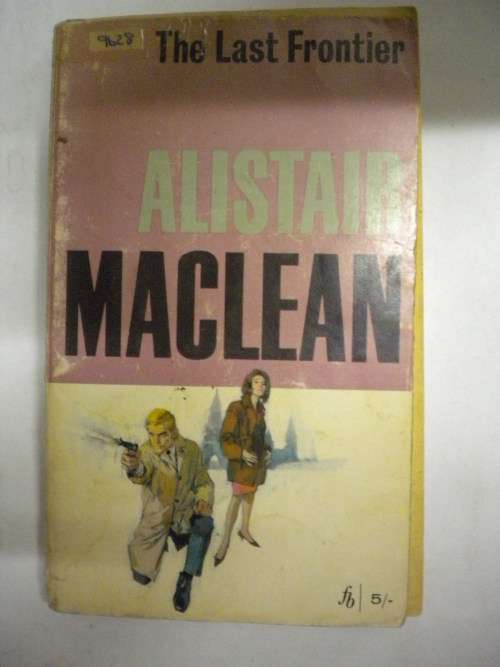 9628
The Last Frontier
ALISTAIR
MACLEAN
fb 5/-